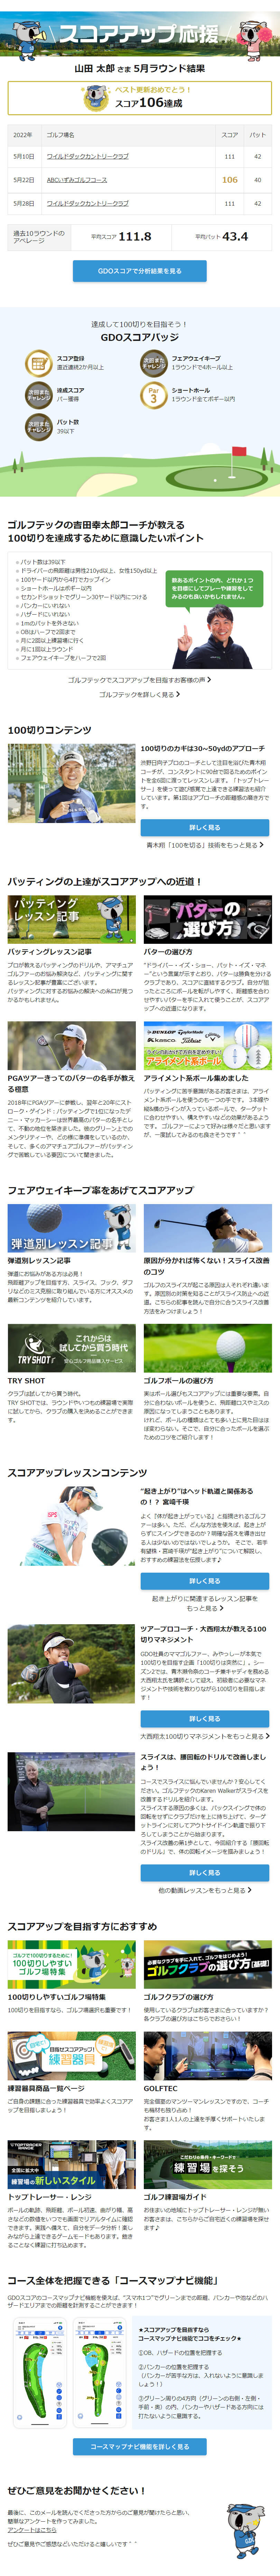 スコアアップ応援
山田 太郎 さま 5月ラウンド結果
ベスト更新おめでとう!
スコア106達成
2022年 ゴルフ場名 スコア パット
5月10日 ワイルドダックカントリークラブ 111 42
5月22日 ABCいずみゴルフコース 106 40
5月28日 ワイルドダックカントリークラブ 111 42
過去10ラウンドの
アベレージ
平均スコア 111.8 平均パット 43.4
GDOスコアで分析結果を見る
達成して100切りを目指そう!
GDOスコアバッジ
スコア登録
直近連続2か月以上
次回また
チャレンジ
フェアウェイキープ
1ラウンドで4ホール以上
次回また
チャレンジ
達成スコア
バー獲得
Par
3
ショートホール
1ラウンド全てボギー以内
次回また
チャレンジ
パット数
39以下
ゴルフテックの吉田幸太郎コーチが教える
100切りを達成するために意識したいポイント
パット数は39以下
ドライバーの飛距離は男性210yd以上、女性150yd以上
100ヤード以内から4打でカップイン
ショートホールはボギー以内
セカンドショットでグリーン30ヤード以内につける
バンカーにいれない
ハザードにいれない
1mのパットを外さない
OBはハーフで2回まで
月に2回以上練習場に行く
月に1回以上ラウンド
フェアウェイキープをハーフで2回
数あるポイントの内、どれか1つ
を目標にしてプレーや練習をして
みるのも良いかもしれません。
ゴルフテックでスコアアップを目指すお客様の声
ゴルフテックを詳しく見る
100切りコンテンツ
100切りのカギは30~50ydのアプローチ
渋野日向子プロのコーチとして注目を浴びた青木翔コーチが、コンスタントに90台で回るためのポイントを全6回に渡ってレッスンします。「トップトレーサー」を使って遊び感覚で上達できる練習法も紹介しています。第1回はアプローチの距離感の磨き方です。
詳しく見る
青木翔「100を切る」技術をもっと見る
パッティングの上達がスコアアップへの近道!
パッティング
レッスン記事
パッティングレッスン記事
プロが教えるパッティングのドリルや、アマチュアゴルファーのお悩み解決など、パッティングに関するレッスン記事が豊富にございます。
パッティングに対するお悩みの解決への糸口が見つかるかもしれません。
パターの
選び方
パターの選び方
"ドライバー・イズ・ショー、パット・イズ・マネー"という言葉が示すとおり、パターは勝負を分けるクラブであり、スコアに直結するクラブ。自分が狙ったところにボールを転がしやすく、距離感を合わせやすいパターを手に入れて使うことが、スコアアップへの近道になります。
PGAツアーきってのパターの名手が教える極意
2018年にPGAツアーに参戦し、翌年と20年にストローク・ゲインド:パッティングで1位になったデニー・マッカーシーは世界最高のパターの名手として、不動の地位を築きました。彼のグリーン上でのメンタリティーや、どの様に準備をしているのか、そして、多くのアマチュアゴルファーがパッティングで苦戦している要因について聞きました。
DUNLOP TaylorMade
Kasco Titleist
アライメント系ボール
アライメント系ボール集めました
パッティングに苦手意識があるお客さまは、アライメント系ボールを使うのも一つの手です。3本線や縦&横のラインが入っているボールで、ターゲットに合わせやすい、構えやすいなどの効果があるようです。ゴルファーによって好みは様々だと思いますが、一度試してみるのも良さそうです＾＾
フェアウェイキープ率をあげてスコアアップ
弾道別レッスン記事
弾道別レッスン記事
弾道にお悩みがある方は必見!
飛距離アップを目指す方、スライス、フック、ダフリなどのミス克服に取り組んでいる方にオススメの最新コンテンツを紹介しています。
原因が分かれば怖くない!スライス改善のコツ
ゴルフのスライスが起こる原因は人それぞれ違います。原因別の対策を知ることがスライス防止への近道。こちらの記事を読んで自分に合うスライス改善方法をみつけましょう!
TRY SHOT
これからは
試してから買う時代
TRY SHOT
クラブは試してから買う時代。
TRY SHOTでは、ラウンドやいつもの練習場で実際に試してから、クラブの購入を決めることができます。
ゴルフボールの選び方
実はボール選びもスコアアップには重要な要素。自分に合わないボールを使うと、飛距離ロスやミスの原因になってしまうこともあります。
けれど、ボールの種類はとても多い上に見た目はほぼ変わらない。そこで、自分に合ったボールを選ぶためのコツをご紹介します!
スコアアップレッスンコンテンツ
"起き上がり"はヘッド軌道と関係あるの!? 宮﨑千瑛
よく「体が起き上がっている」と指摘されるゴルファーは多い。ただ、どんな方法を使えば、起き上がらずにスイングできるのか?明確な答えを導き出せる人は少ないのではないでしょうか。そこで、若手有望株・宮﨑千瑛が"起き上がり"について解説し、おすすめの練習法を伝授します♪
詳しく見る
起き上がりに関連するレッスン記事を
もっと見る
ツアープロコーチ・大西翔太が教える100切りマネジメント
GDO社員のママゴルファー、みやっしーが本気で100切りを目指す企画「100切りは突然に」。シーズン2では、青木瀬令奈のコーチ兼キャディを務める大西翔太氏を講師として迎え、初級者に必要なマネジメントや技術を教わりながら100切りを目指します!
詳しく見る
大西翔太100切りマネジメントをもっと見る
スライスは、腰回転のドリルで改善しましょう!
コースでスライスに悩んでいませんか?安心してください。ゴルフテックのKaren Walkerがスライスを改善するドリルを紹介します。
スライスする原因の多くは、バックスイングで体の回転をせずにクラブだけを上に持ち上げて、ターゲットラインに対してアウトサイドイン軌道で振り下ろしてしまうことから始まります。
スライス改善の第1歩として、今回紹介する「腰回転のドリル」で、体の回転イメージを掴みましょう!
詳しく見る
他の動画レッスンをもっと見る
スコアアップを目指す方におすすめ
ゴルフで100切りするために!
100切りしやすい
ゴルフ場特集
100切りしやすいゴルフ場特集
100切りを目指すなら、ゴルフ場選択も重要です!
ゴルフクラブの選び方
ゴルフクラブの選び方
使用しているクラブはお客さまに合っていますか?各クラブの選び方はこちらでおさらい!
目指せスコアアップ!
練習器具
練習器具商品一覧ページ
ご自身の課題に合った練習器具で効率よくスコアアップを目指しましょう!
GOLFTEC
完全個別室のマンツーマンレッスンですので、コーチも機材も独り占め!
お客さま1人1人の上達を手厚くサポートいたします。
全国に拡大中
練習場の新しいスタイル
トップトレーサー・レンジ
ボールの軌跡、飛距離、ボール初速、曲がり幅、高さなどの数値をいつでも画面でリアルタイムに確認できます。実践へ備えて、自分をデータ分析!楽しみながら上達できるゲームモードもあります。飽きることなく練習に打ち込めます。
こだわりの条件・キーワードで
練習場を探そう
ゴルフ練習場ガイド
お住まいの地域にトップトレーサー・レンジが無いお客さまは、こちらからご自宅近くの練習場を探せます♪
コース全体を把握できる「コースマップナビ機能」
GDOスコアのコースマップナビ機能を使えば、"スマホ1つ"でグリーンまでの距離、バンカーや池などのハザードエリアまでの距離を計測することができます!
★スコアアップを目指すなら
コースマップナビ機能でココをチェック★
①OB、ハザードの位置を把握する
②バンカーの位置を把握する
(バンカーが苦手な方は、入れないように意識しましょう!)
③グリーン周りの4方向(グリーンの右側・左側・手前・奥)の内、バンカーやハザードがある方向には打たないように意識する。
コースマップナビ機能を詳しく見る
ぜひご意見をお聞かせください!
最後に、このメールを読んでくださった方からのご意見が聞けたらと思い、
簡単なアンケートを作ってみました。
アンケートはこちら
ぜひご意見やご感想などいただけると嬉しいです＾＾